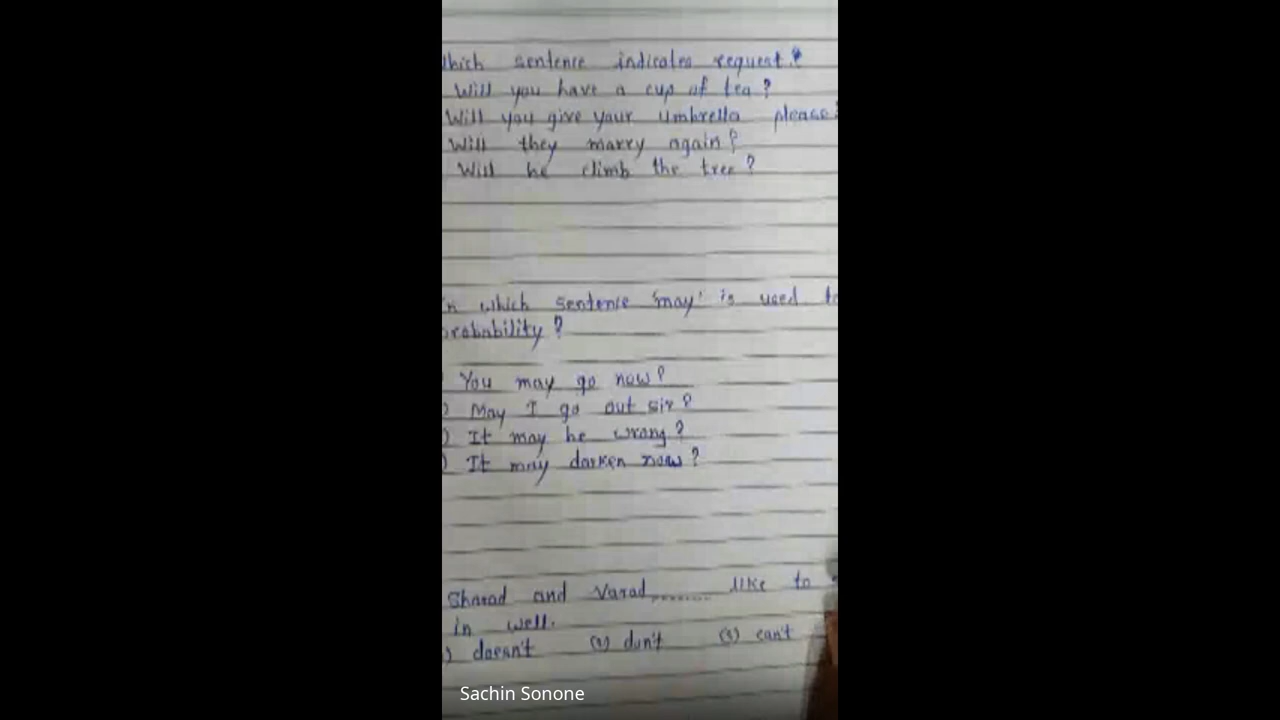 which sentence indicates request?
Will you have a cup of tea ?
Will you give your umbrella please
Will they marry again ?
Will he climb the tree ?
which sentence 'may' is used to
probability ?
You may go now ?
) May I go out sir ?
) It may be wrong ?
) It may darken now ?
Sharad and Varad........ like to
in well.
) doesn't (2) don't (3) can't
Sachin Sonone